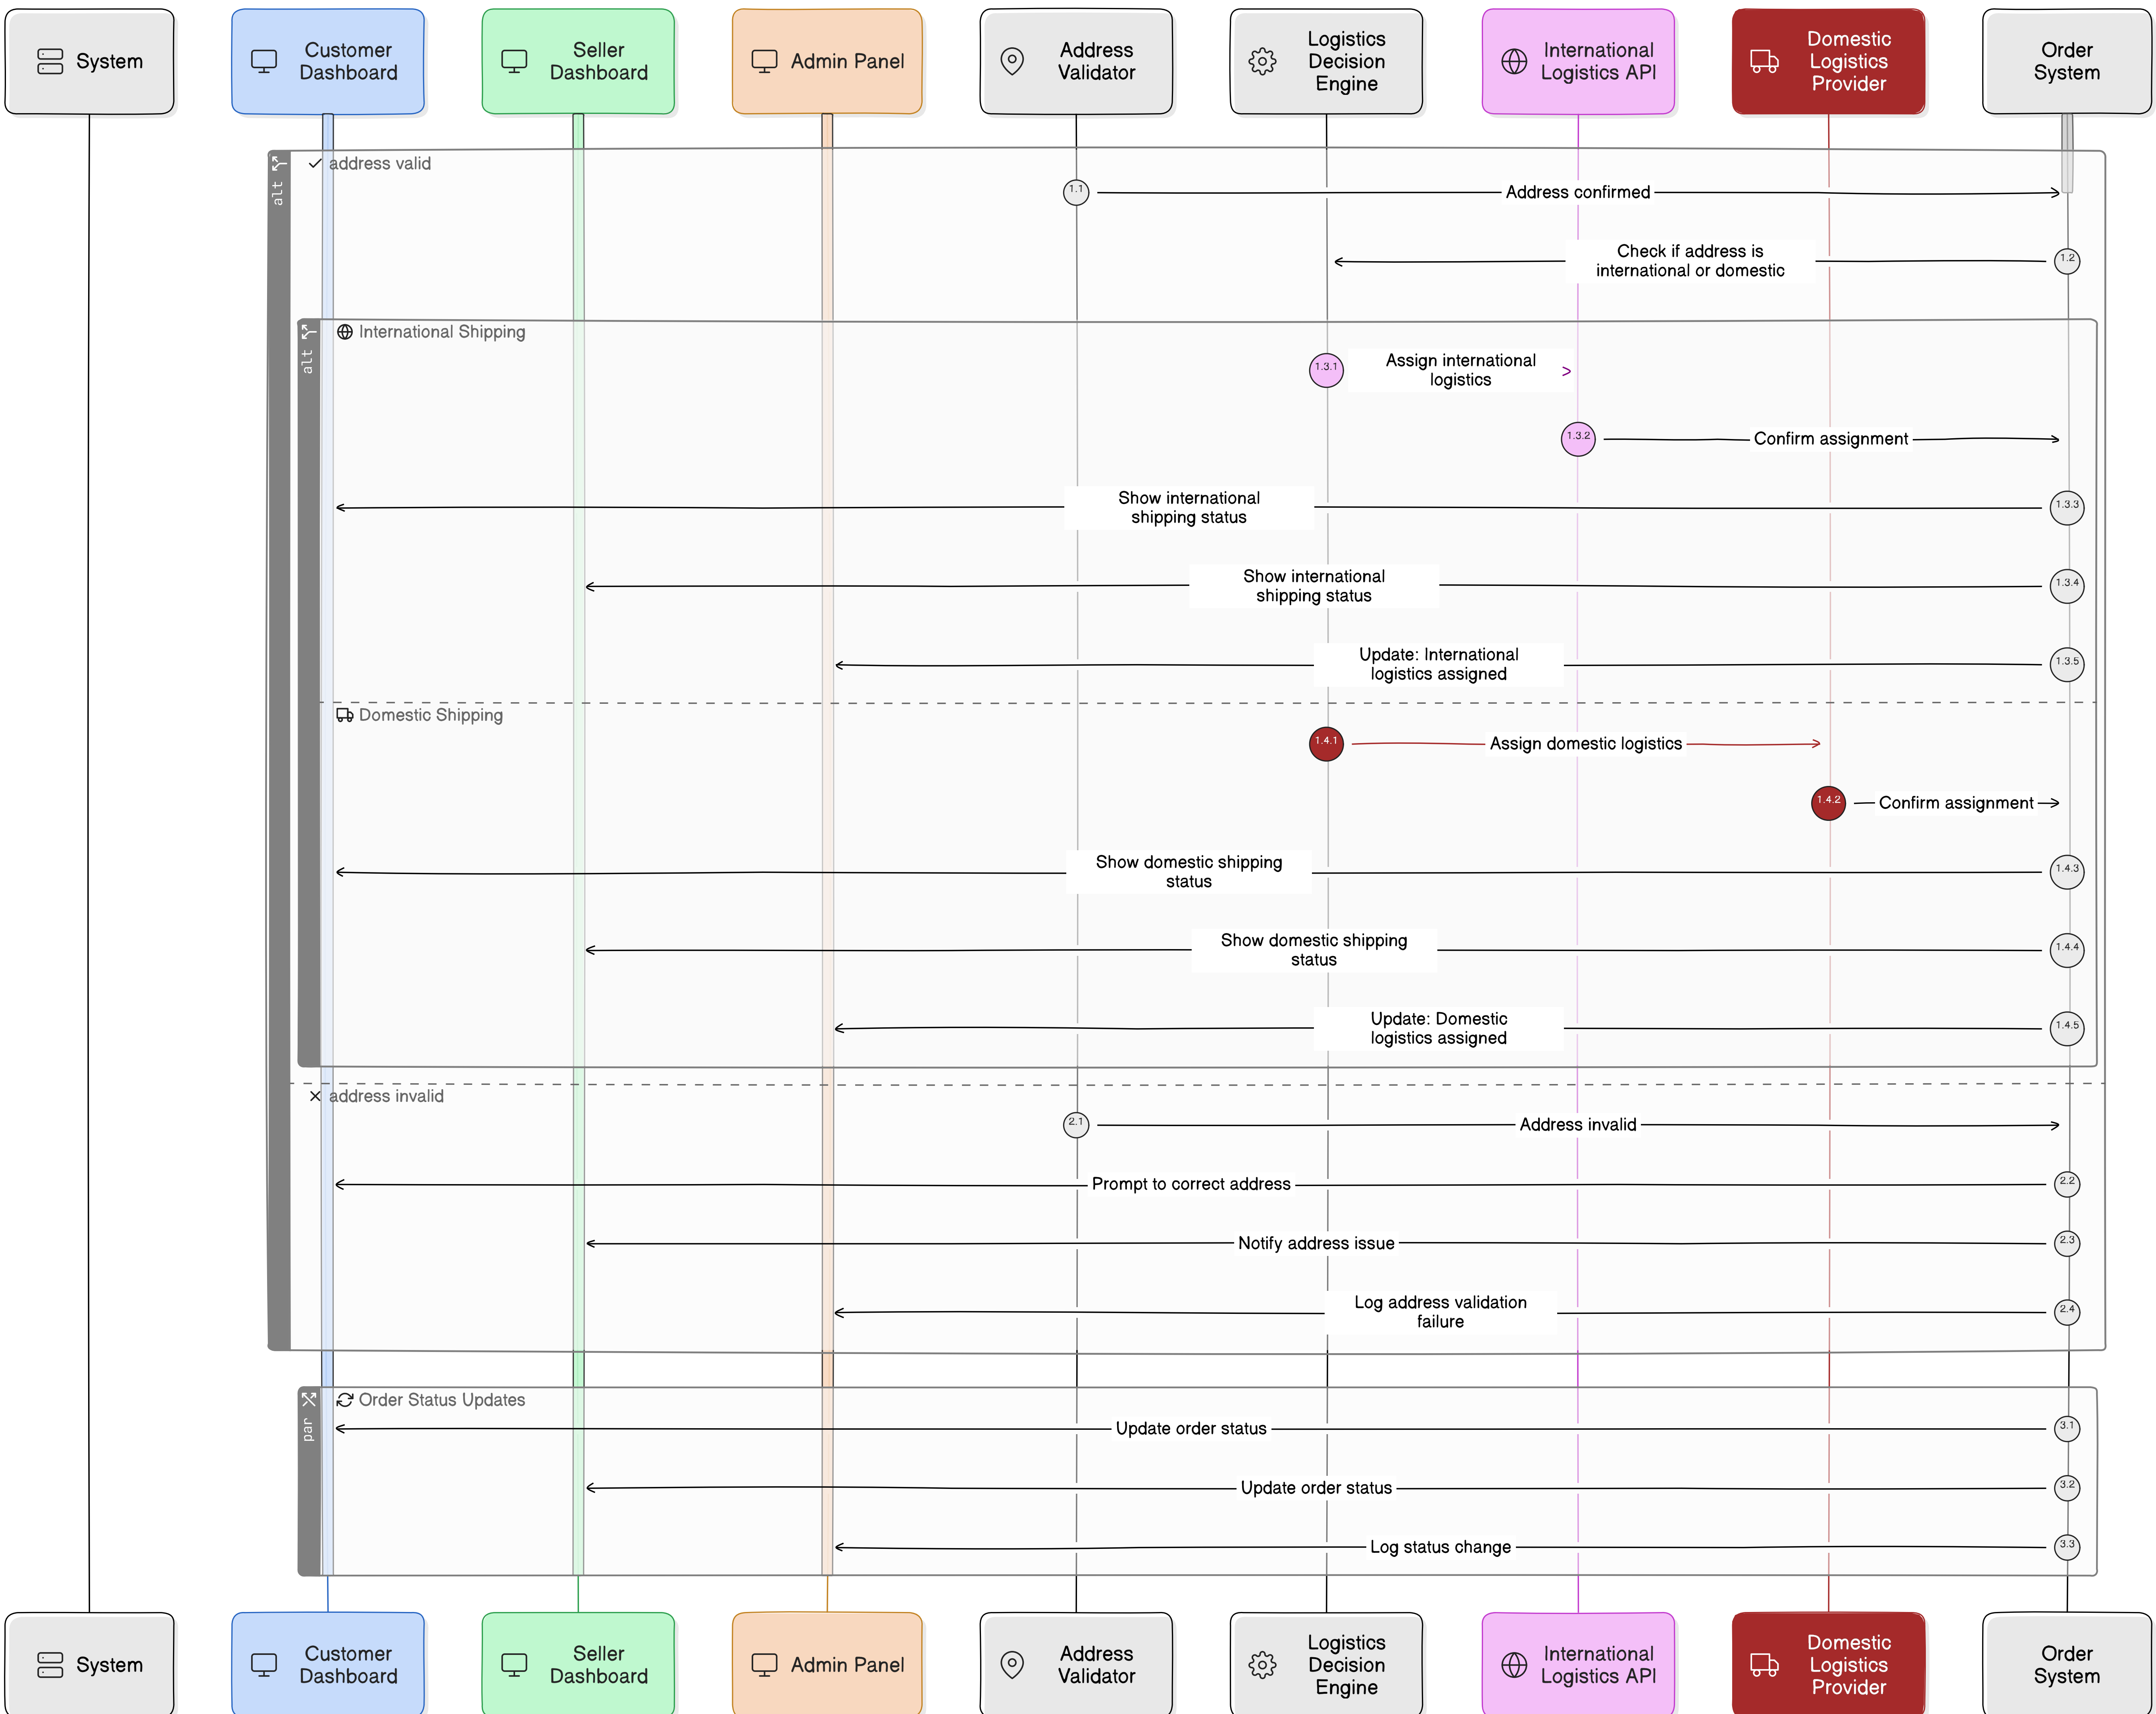 System
Customer
Dashboard
Seller
Dashboard
Admin Panel
Address
Validator
Logistics
Decision
Engine
International
Logistics API
Domestic
Logistics
Provider
Order
System
alt
address valid
1.1
Address confirmed
Check if address is
international or domestic
1.2
alt
International Shipping
1.3.1
Assign international
logistics
1.3.2
Confirm assignment
Show international
shipping status
1.3.3
Show international
shipping status
1.3.4
Update: International
logistics assigned
1.3.5
Domestic Shipping
1.4.1
Assign domestic logistics
1.4.2
Confirm assignment
Show domestic shipping
status
1.4.3
Show domestic shipping
status
1.4.4
Update: Domestic
logistics assigned
1.4.5
address invalid
2.1
Address invalid
Prompt to correct address
2.2
Notify address issue
2.3
Log address validation
failure
2.4
par
Order Status Updates
Update order status
3.1
Update order status
3.2
Log status change
3.3
System
Customer
Dashboard
Seller
Dashboard
Admin Panel
Address
Validator
Logistics
Decision
Engine
International
Logistics API
Domestic
Logistics
Provider
Order
System